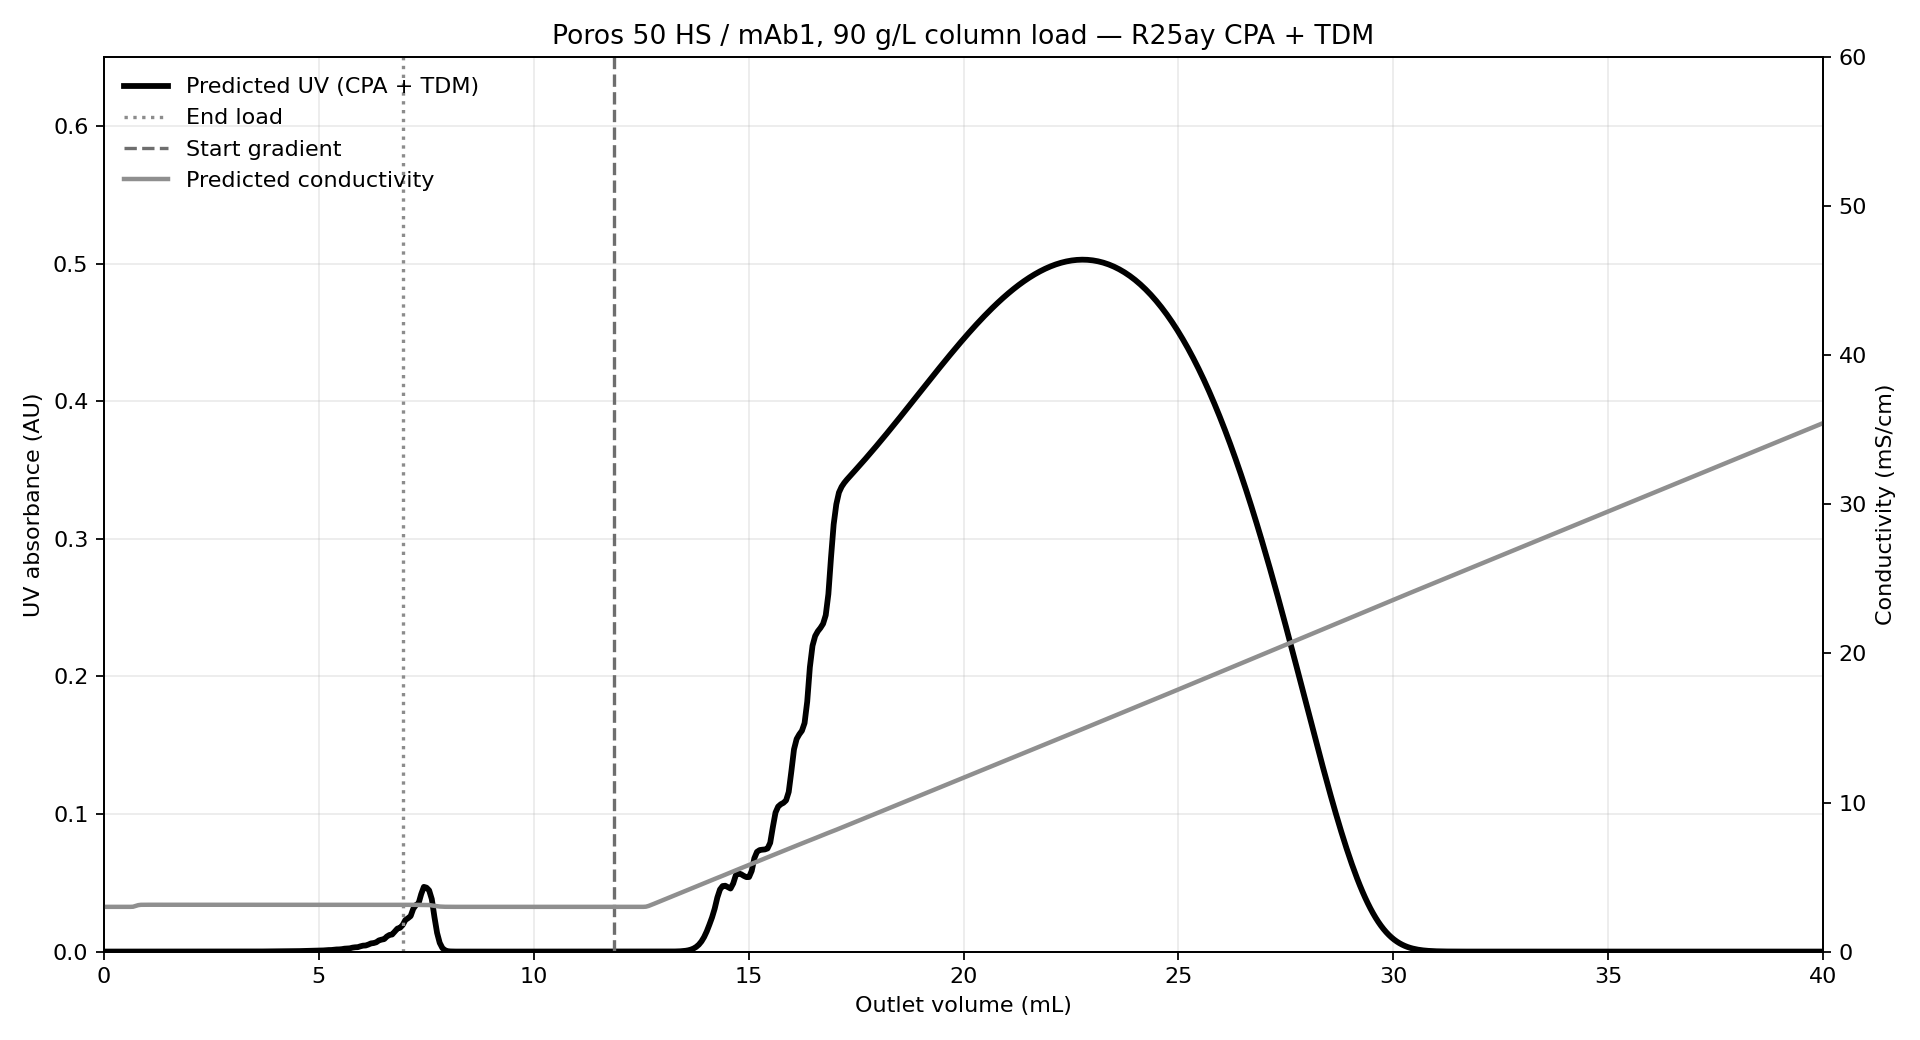 Poros 50 HS / mAb1, 90 g/L column load — R25ay CPA + TDM
Predicted UV (CPA + TDM)
End load
Start gradient
Predicted conductivity
UV absorbance (AU)
0.6
0.5
0.4
0.3
0.2
0.1
0.0
60
50
40
30
20
10
0
Conductivity (mS/cm)
0 5 10 15 20 25 30 35 40
Outlet volume (mL)